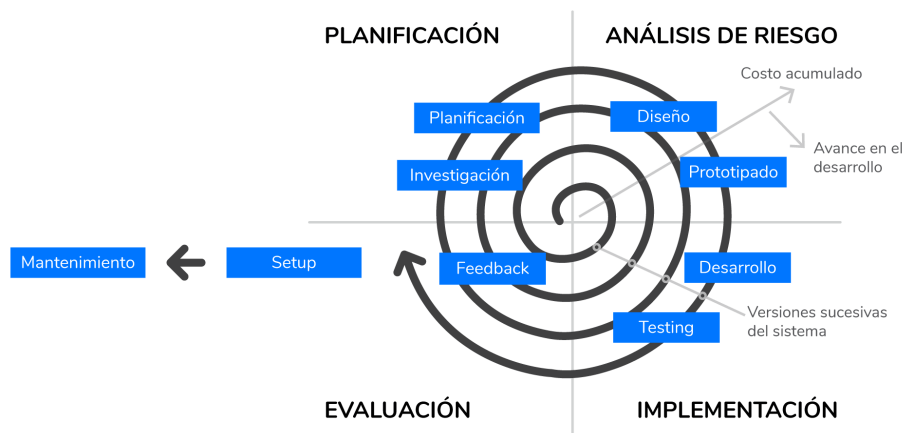 PLANIFICACIÓN
ANÁLISIS DE RIESGO
Costo acumulado
Planificación
Diseño
Avance en el
desarrollo
Investigación
Prototipado
Mantenimiento
Setup
Feedback
Desarrollo
Versiones sucesivas
del sistema
Testing
EVALUACIÓN
IMPLEMENTACIÓN